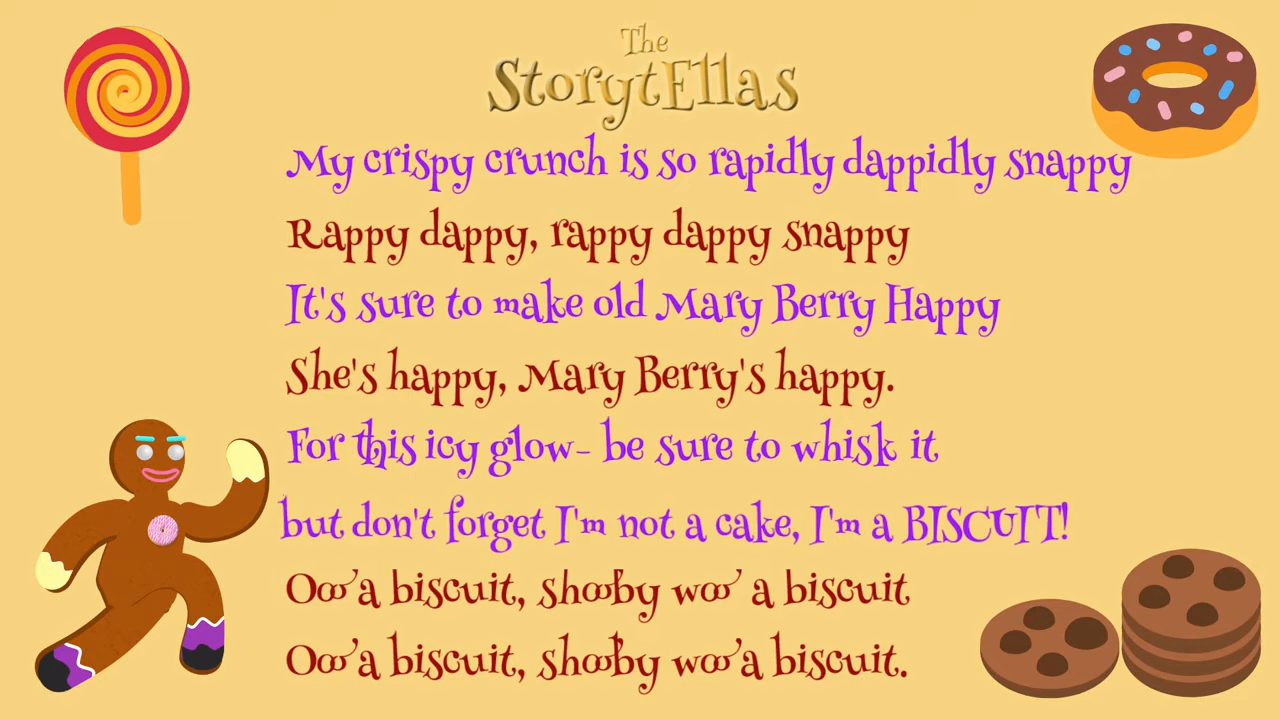 The
StorytEllas
My crispy crunch is so rapidly dappidly snappy
Rappy dappy, rappy dappy snappy
It's sure to make old Mary Berry Happy
She's happy, Mary Berry's happy.
For this icy glow- be sure to whisk it
but don't forget I'm not a cake, I'm a BISCUIT!
Ooo'a biscuit, shooby woo' a biscuit
Ooo'a biscuit, shooby woo'a biscuit.